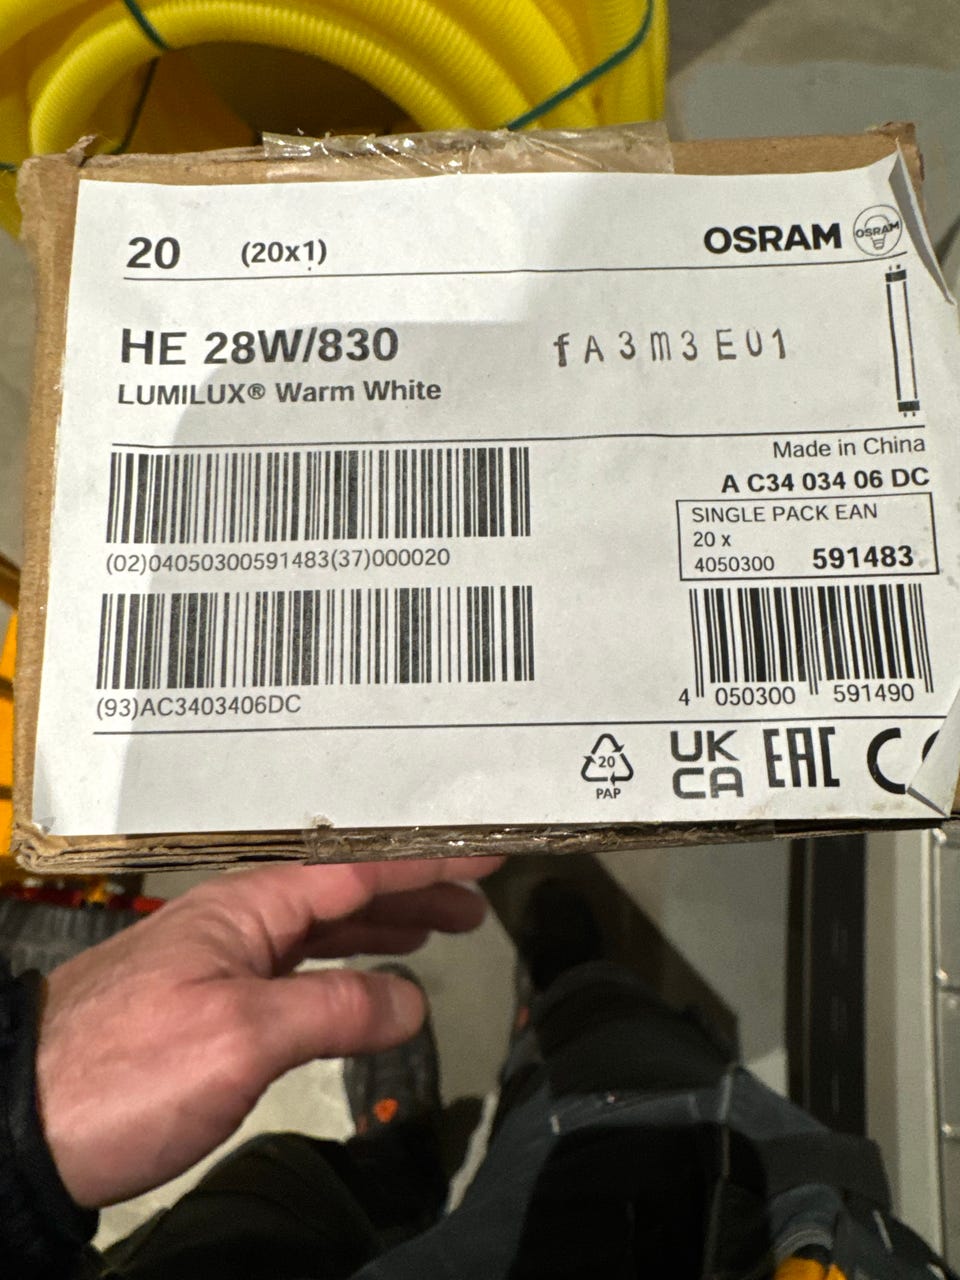 20 (20x1)
OSRAM OSRAM
HE 28W/830
fA3m3E01
LUMILUX® Warm White
Made in China
A C34 034 06 DC
(02)04050300591483(37)000020
SINGLE PACK EAN
20 x
4050300 591483
(93)AC3403406DC
4 050300 591490
20
PAP
UK
CA
EAC
CE